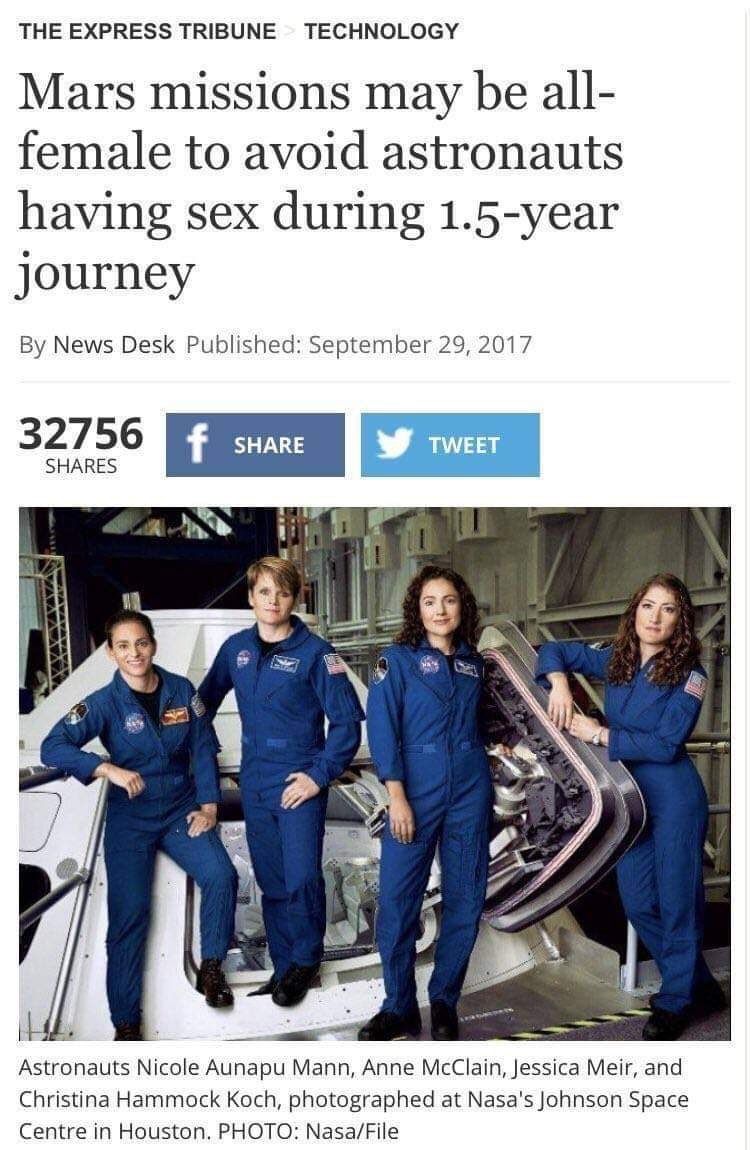 THE EXPRESS TRIBUNE > TECHNOLOGY
Mars missions may be all-
female to avoid astronauts
having sex during 1.5-year
journey
By News Desk Published: September 29, 2017
32756
SHARES
f SHARE
TWEET
NASA
Astronauts Nicole Aunapu Mann, Anne McClain, Jessica Meir, and
Christina Hammock Koch, photographed at Nasa's Johnson Space
Centre in Houston. PHOTO: Nasa/File